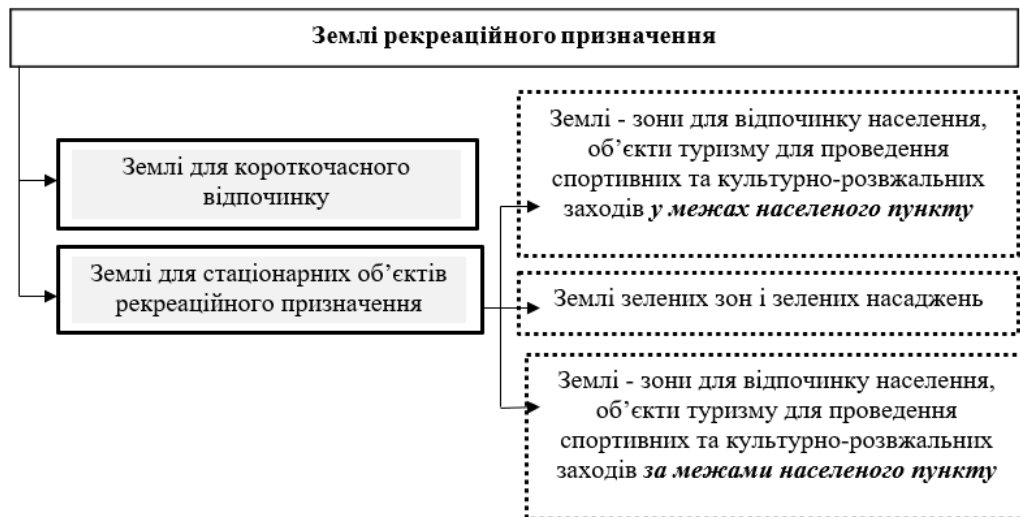 Землі рекреаційного призначення
Землі для короткочасного
відпочинку
Землі для стаціонарних об’єктів
рекреаційного призначення
Землі - зони для відпочинку населення,
об’єкти туризму для проведення
спортивних та культурно-розвжальних
заходів у межах населеного пункту
Землі зелених зон і зелених насаджень
Землі - зони для відпочинку населення,
об’єкти туризму для проведення
спортивних та культурно-розвжальних
заходів за межами населеного пункту